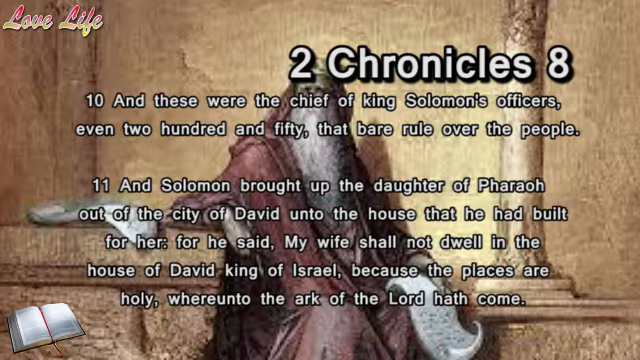 Love Life
2 Chronicles 8
10 And these were the chief of king Solomon's officers,
even two hundred and fifty, that bare rule over the people.
11 And Solomon brought up the daughter of Pharaoh
out of the city of David unto the house that he had built
for her: for he said, My wife shall not dwell in the
house of David king of Israel, because the places are
holy, whereunto the ark of the Lord hath come.